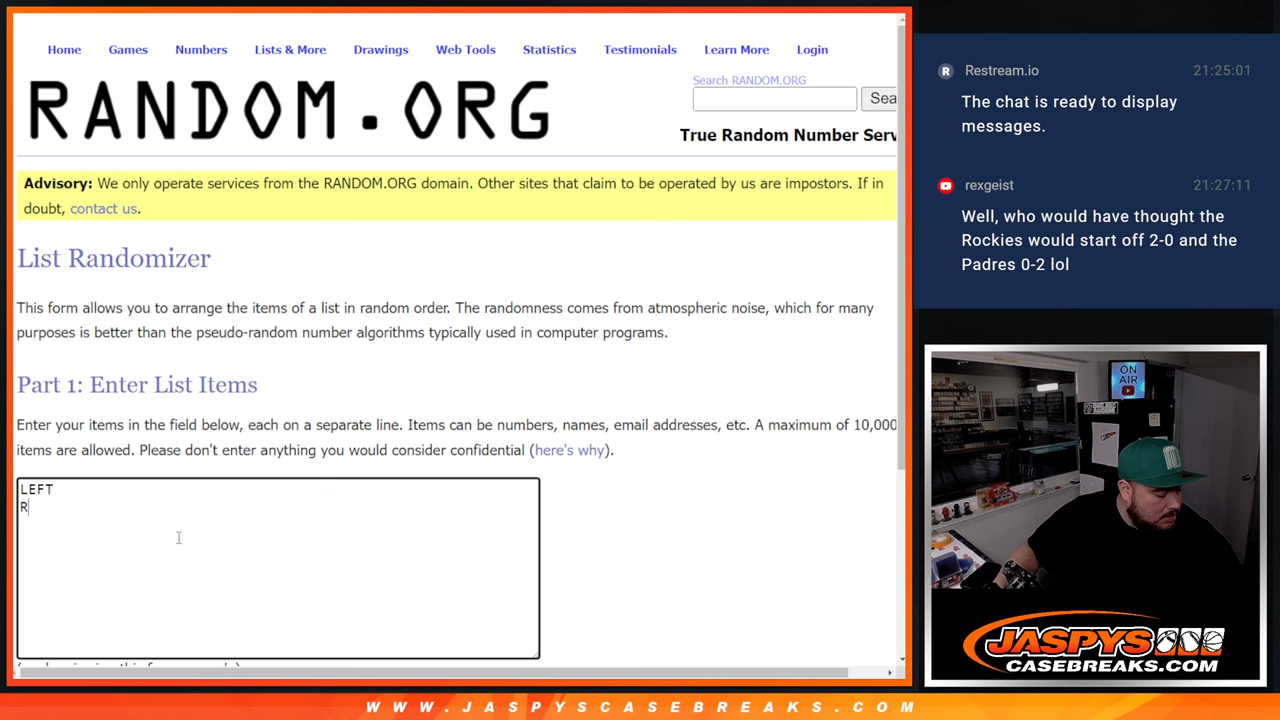 Home Games Numbers Lists & More Drawings Web Tools Statistics Testimonials Learn More Login
RANDOM.ORG
Search RANDOM.ORG
Sea
True Random Number Serv
Advisory: We only operate services from the RANDOM.ORG domain. Other sites that claim to be operated by us are impostors. If in
doubt, contact us.
List Randomizer
This form allows you to arrange the items of a list in random order. The randomness comes from atmospheric noise, which for many
purposes is better than the pseudo-random number algorithms typically used in computer programs.
Part 1: Enter List Items
Enter your items in the field below, each on a separate line. Items can be numbers, names, email addresses, etc. A maximum of 10,000
items are allowed. Please don't enter anything you would consider confidential (here's why).
LEFT
R
R Restream.io 21:25:01
The chat is ready to display
messages.
rexgeist 21:27:11
Well, who would have thought the
Rockies would start off 2-0 and the
Padres 0-2 lol
ON
AIR
JASPYS
CASEBREAKS.COM
WWW.JASPYSCASEBREAKS.COM